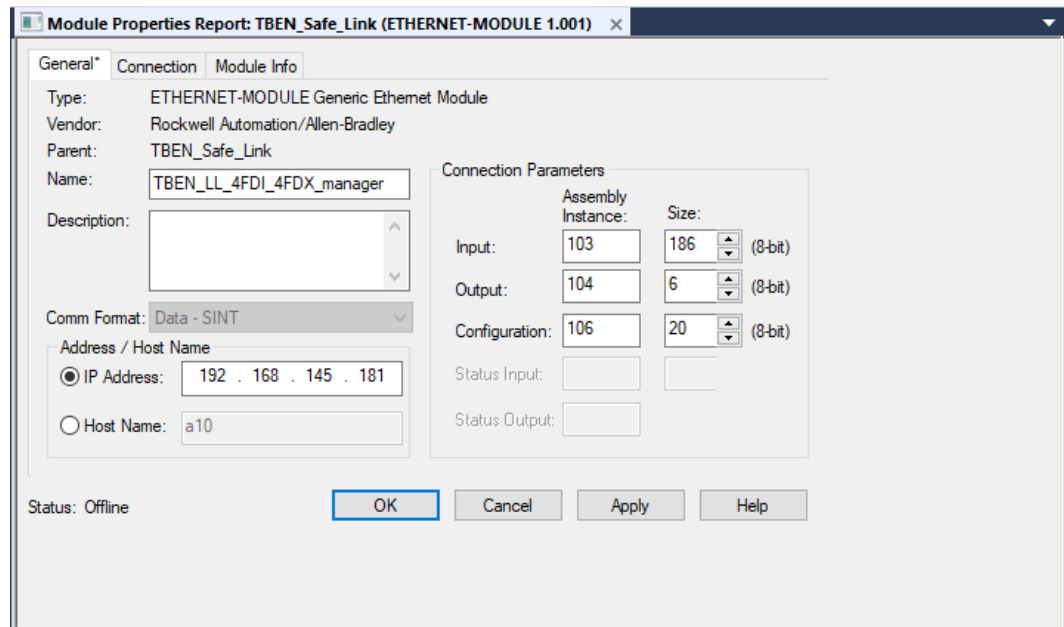 Module Properties Report: TBEN_Safe_Link (ETHERNET-MODULE 1.001) ×
General* Connection Module Info
Type: ETHERNET-MODULE Generic Ethernet Module
Vendor: Rockwell Automation/Allen-Bradley
Parent: TBEN_Safe_Link
Name: TBEN_LL_4FDI_4FDX_manager
Description:
Comm Format: Data - SINT
Address / Host Name
IP Address: 192 . 168 . 145 . 181
Host Name: a10
Connection Parameters
Assembly
Instance: Size:
Input: 103 186 (8-bit)
Output: 104 6 (8-bit)
Configuration: 106 20 (8-bit)
Status Input:
Status Output:
Status: Offline
OK Cancel Apply Help